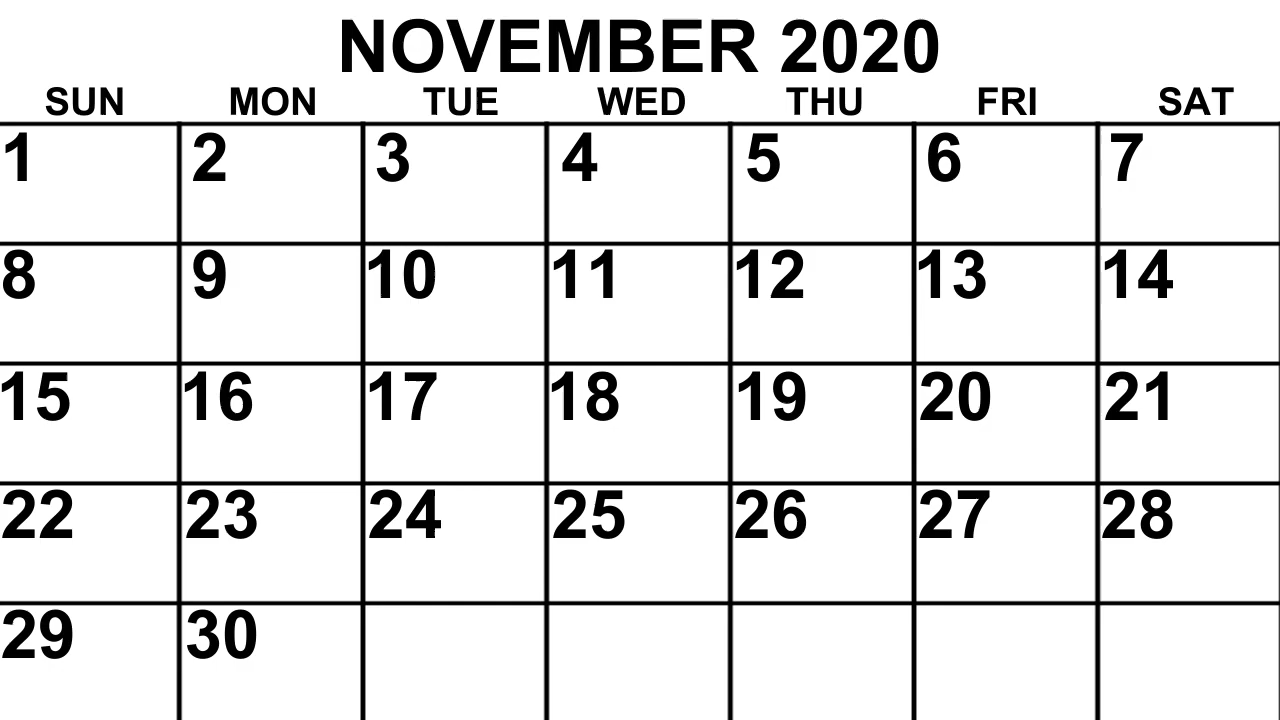 NOVEMBER 2020
SUN MON TUE WED THU FRI SAT
1 2 3 4 5 6 7
8 9 10 11 12 13 14
15 16 17 18 19 20 21
22 23 24 25 26 27 28
29 30